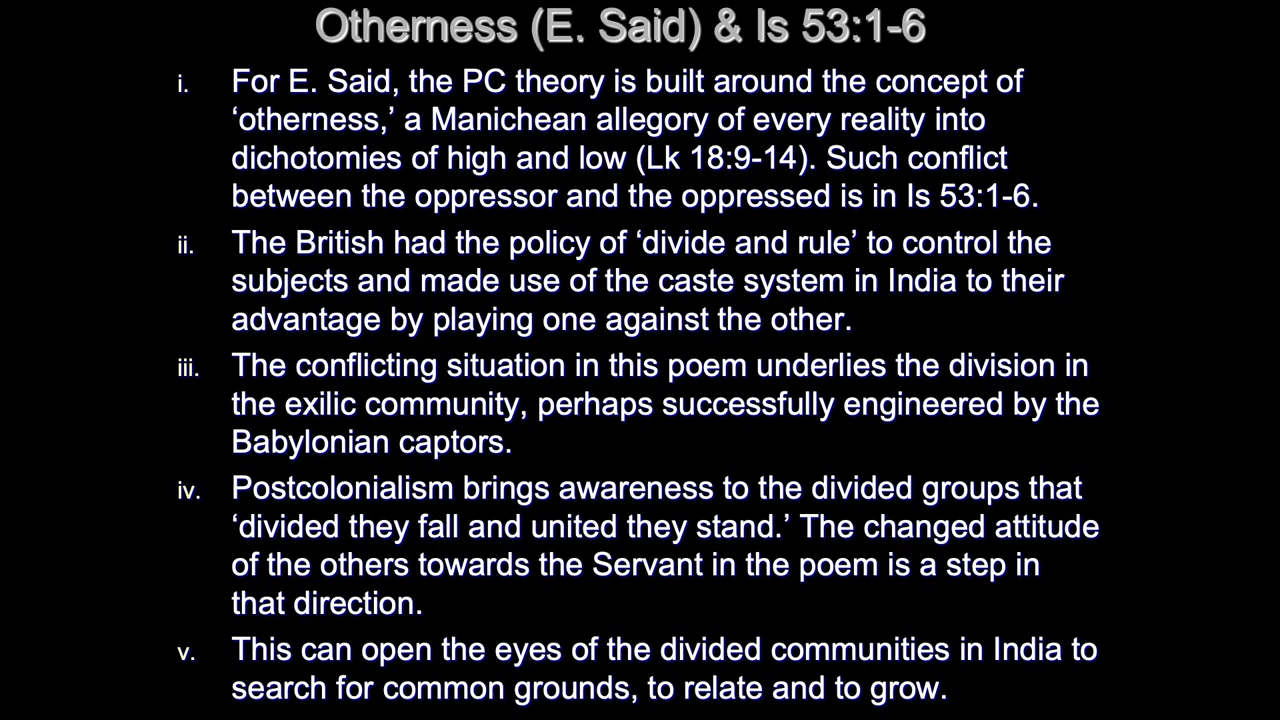 Otherness (E. Said) & Is 53:1-6
i. For E. Said, the PC theory is built around the concept of
‘otherness,’ a Manichean allegory of every reality into
dichotomies of high and low (Lk 18:9-14). Such conflict
between the oppressor and the oppressed is in Is 53:1-6.
ii. The British had the policy of ‘divide and rule’ to control the
subjects and made use of the caste system in India to their
advantage by playing one against the other.
iii. The conflicting situation in this poem underlies the division in
the exilic community, perhaps successfully engineered by the
Babylonian captors.
iv. Postcolonialism brings awareness to the divided groups that
‘divided they fall and united they stand.’ The changed attitude
of the others towards the Servant in the poem is a step in
that direction.
v. This can open the eyes of the divided communities in India to
search for common grounds, to relate and to grow.